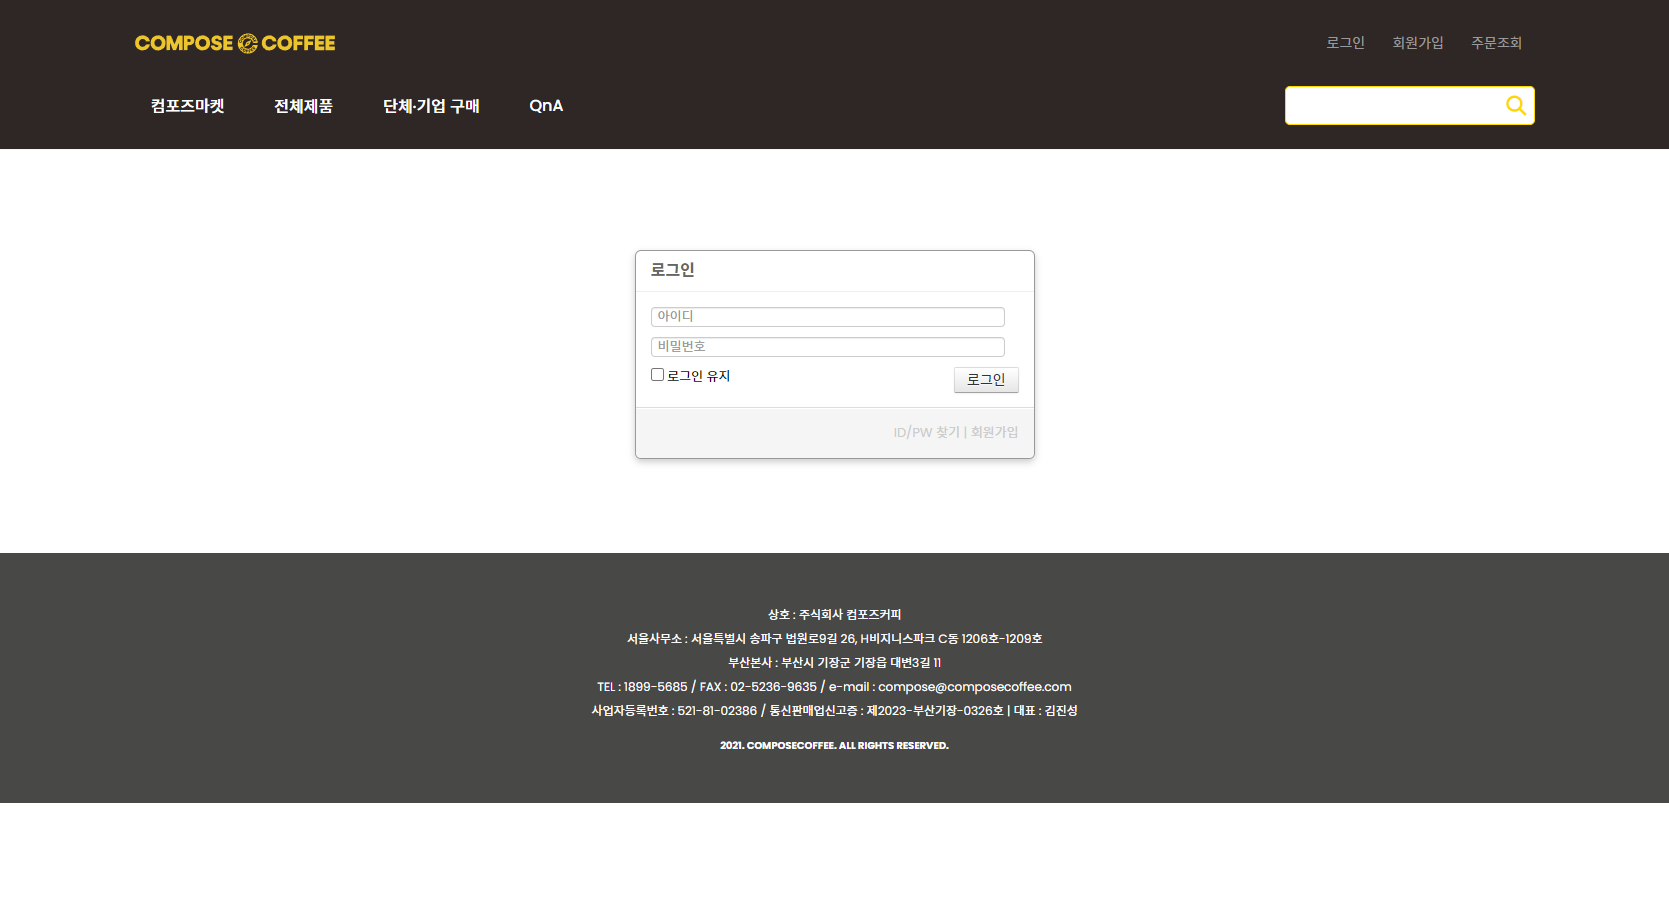 COMPOSE COFFEE
로그인 회원가입 주문조회
컴포즈마켓 전체제품 단체·기업 구매 QnA
로그인
아이디
비밀번호
로그인 유지 로그인
ID/PW 찾기 | 회원가입
상호 : 주식회사 컴포즈커피
서울사무소 : 서울특별시 송파구 법원로9길 26, H비지니스파크 C동 1206호-1209호
부산본사 : 부산시 기장군 기장읍 대변3길 11
TEL : 1899-5685 / FAX : 02-5236-9635 / e-mail : compose@composecoffee.com
사업자등록번호 : 521-81-02386 / 통신판매업신고증 : 제2023-부산기장-0326호 | 대표 : 김진성
2021. COMPOSECOFFEE. ALL RIGHTS RESERVED.